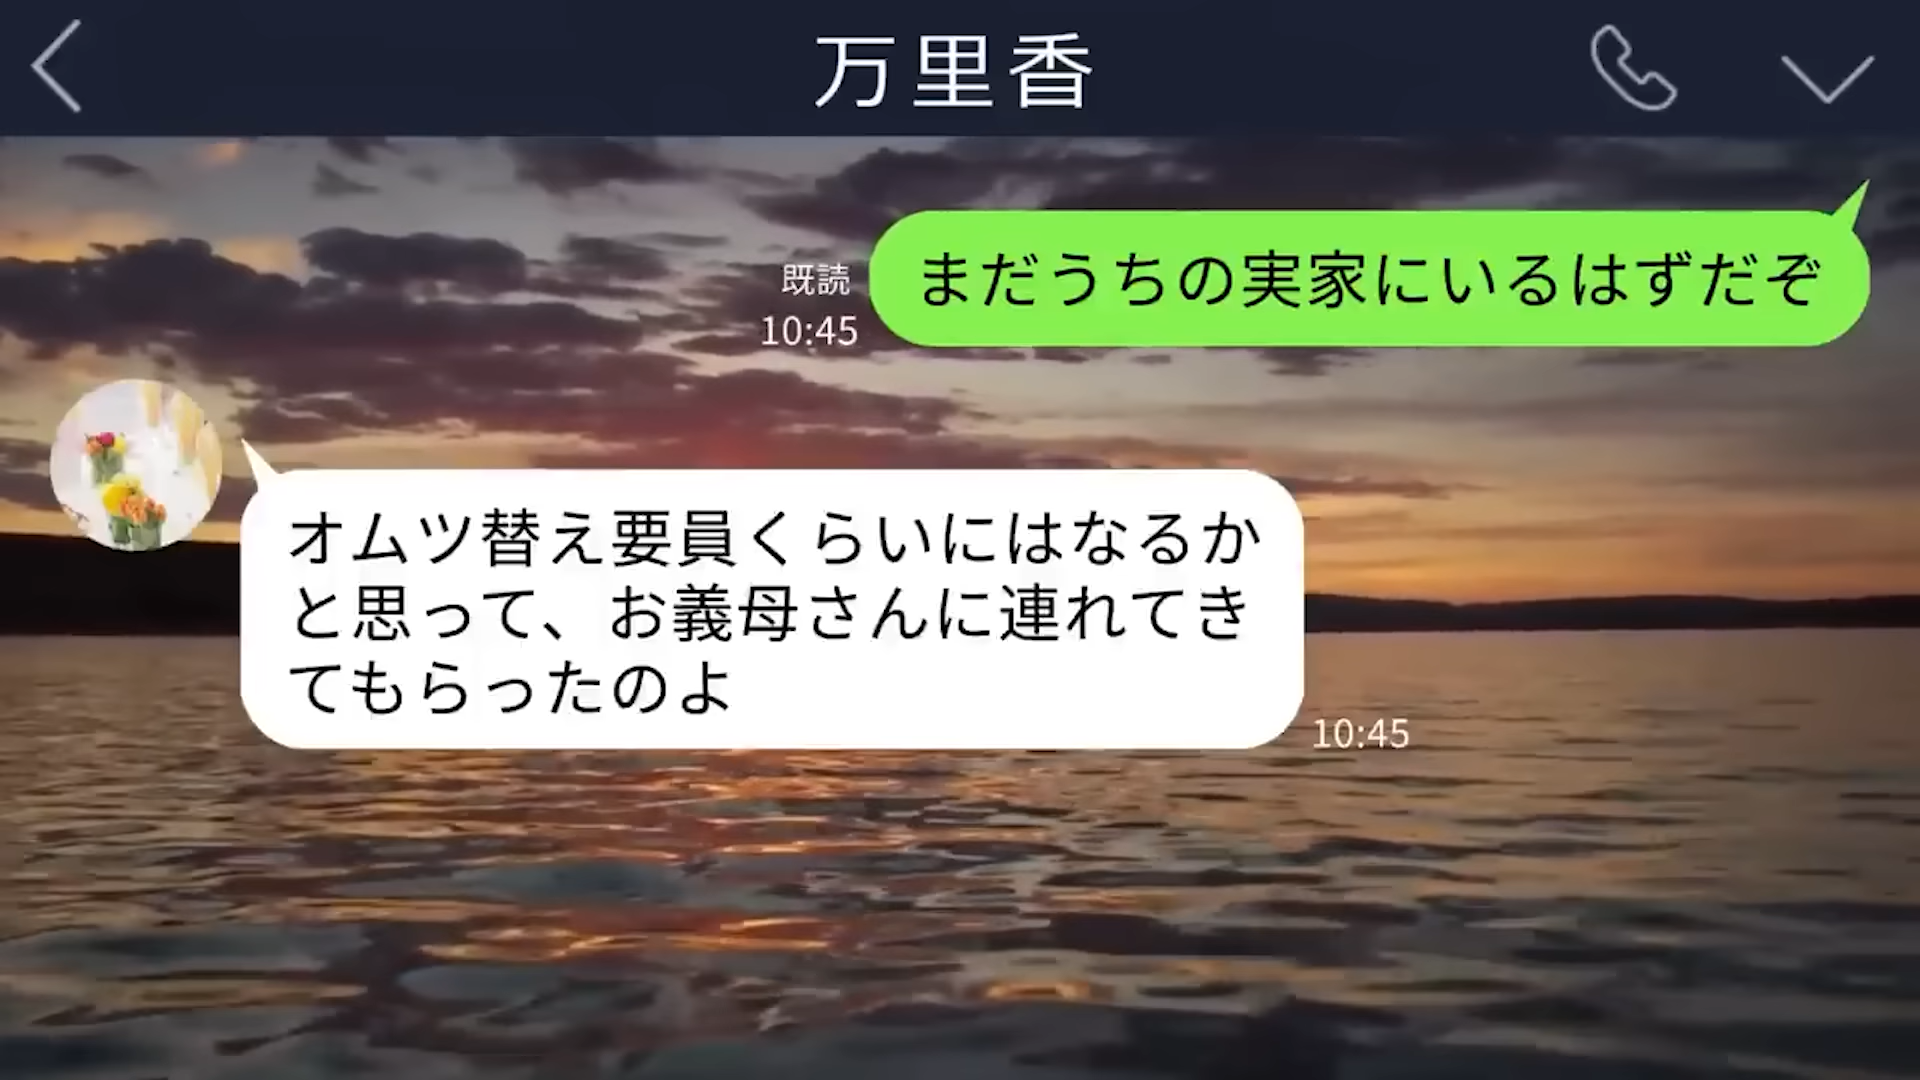 万里香
まだうちの実家にいるはずだぞ
既読
10:45
オムツ替え要員くらいにはなるか
と思って、お義母さんに連れてき
てもらったのよ
10:45